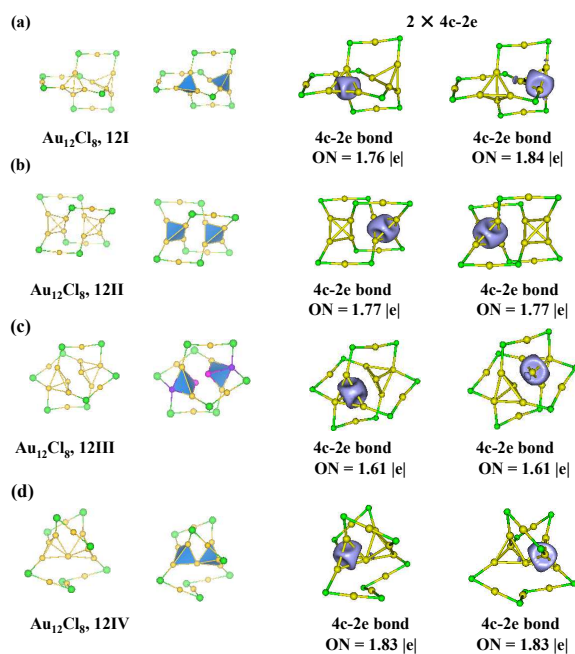 (a)
2 × 4c-2e
Au₁₂Cl₈, 12I
4c-2e bond
ON = 1.76 |e|
4c-2e bond
ON = 1.84 |e|
(b)
Au₁₂Cl₈, 12II
4c-2e bond
ON = 1.77 |e|
4c-2e bond
ON = 1.77 |e|
(c)
Au₁₂Cl₈, 12III
4c-2e bond
ON = 1.61 |e|
4c-2e bond
ON = 1.61 |e|
(d)
Au₁₂Cl₈, 12IV
4c-2e bond
ON = 1.83 |e|
4c-2e bond
ON = 1.83 |e|